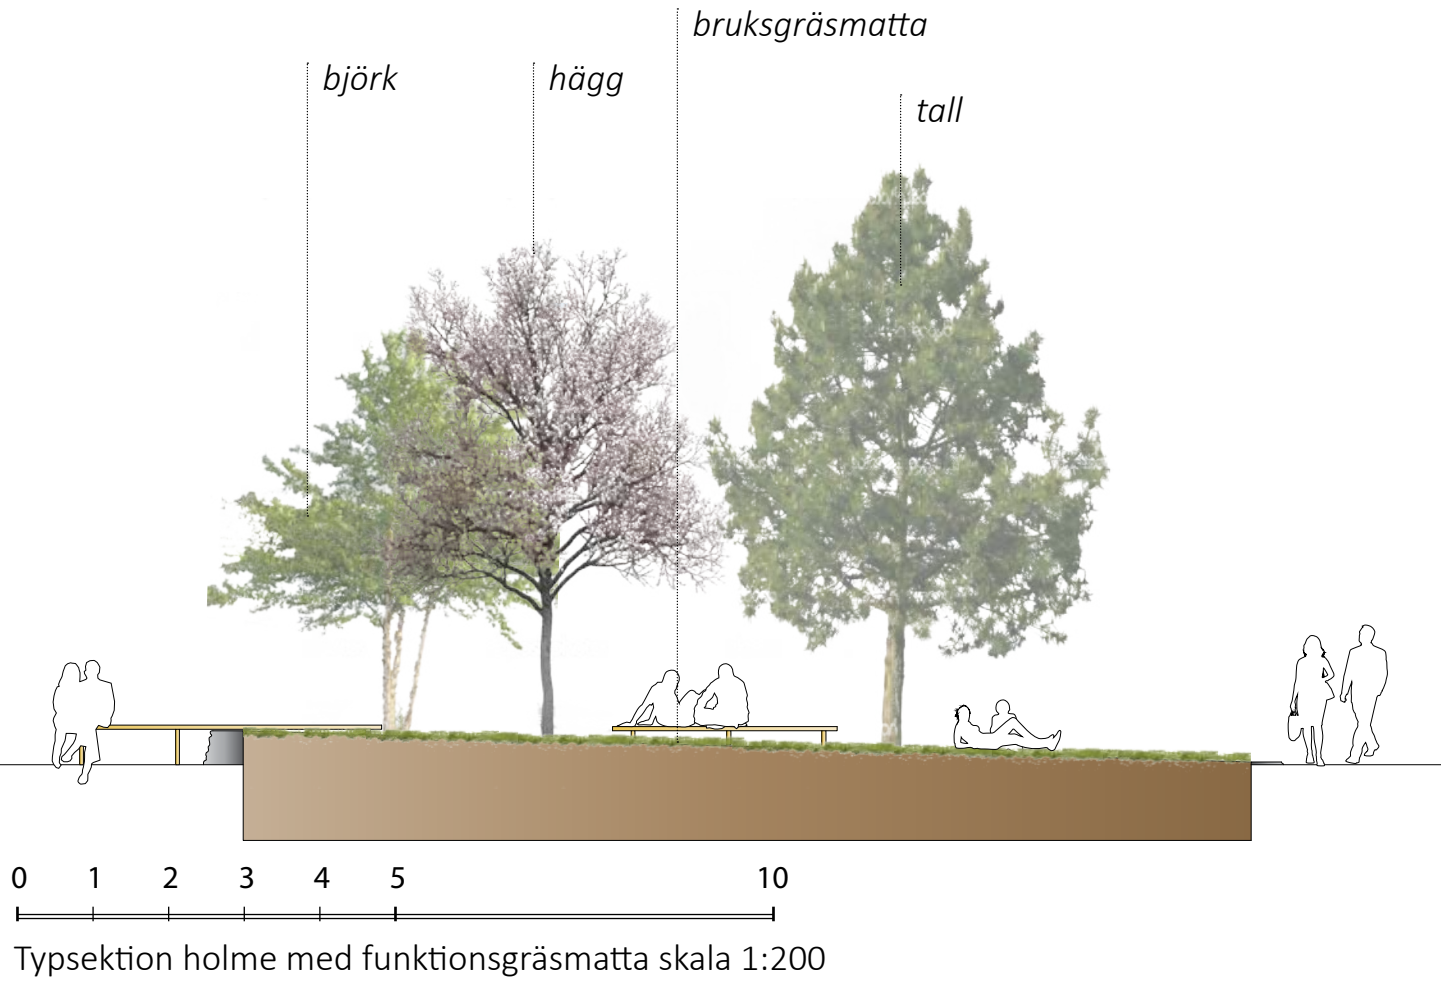 bruksgräsmatta
björk
hägg
tall
0 1 2 3 4 5 10
Typsektion holme med funktionsgräsmatta skala 1:200